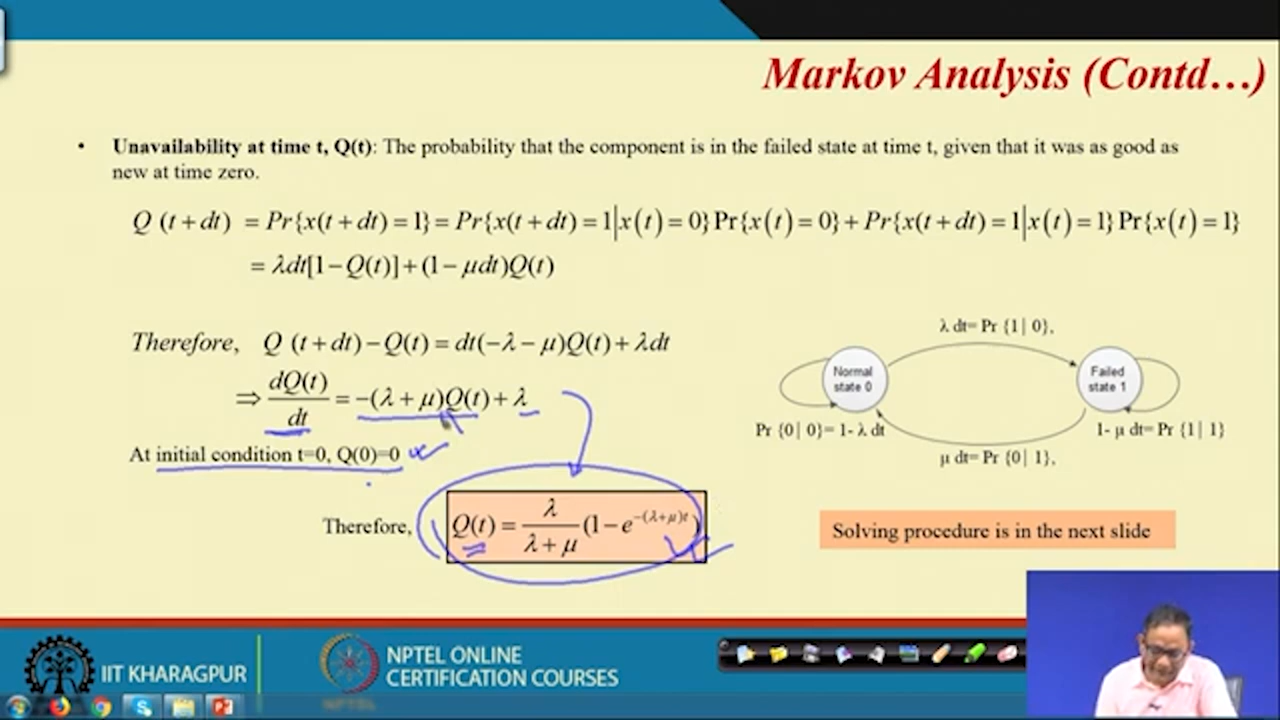 Markov Analysis (Contd…)
• Unavailability at time t, Q(t): The probability that the component is in the failed state at time t, given that it was as good as
new at time zero.
Q (t+dt) = Pr{x(t+dt)=1}= Pr{x(t+dt)=1|x(t)=0}Pr{x(t)=0}+Pr{x(t+dt)=1|x(t)=1}Pr{x(t)=1}
= λdt[1−Q(t)]+(1−μdt)Q(t)
Therefore, Q (t+dt)−Q(t)=dt(−λ−μ)Q(t)+λdt
⇒ dQ(t)/dt = −(λ+μ)Q(t)+λ
At initial condition t=0, Q(0)=0
Therefore, Q(t) = λ/(λ+μ) (1−e^−(λ+μ)t)
λ dt= Pr {1 | 0},
Normal
state 0
Failed
state 1
Pr {0 | 0}= 1- λ dt
1- μ dt= Pr {1 | 1}
μ dt= Pr {0 | 1},
Solving procedure is in the next slide
IIT KHARAGPUR
NPTEL ONLINE
CERTIFICATION COURSES